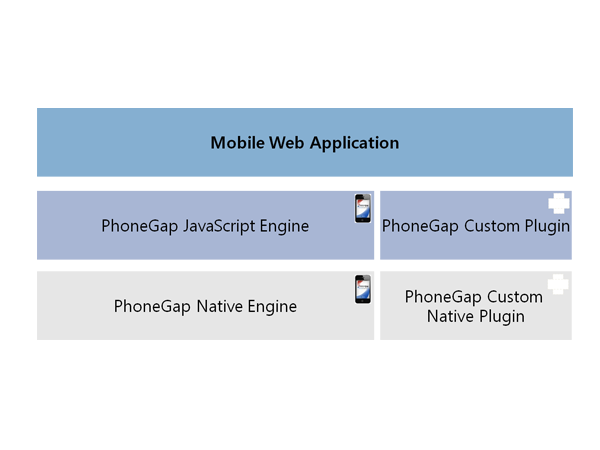 Mobile Web Application
PhoneGap JavaScript Engine
PhoneGap Custom Plugin
PhoneGap Native Engine
PhoneGap Custom
Native Plugin